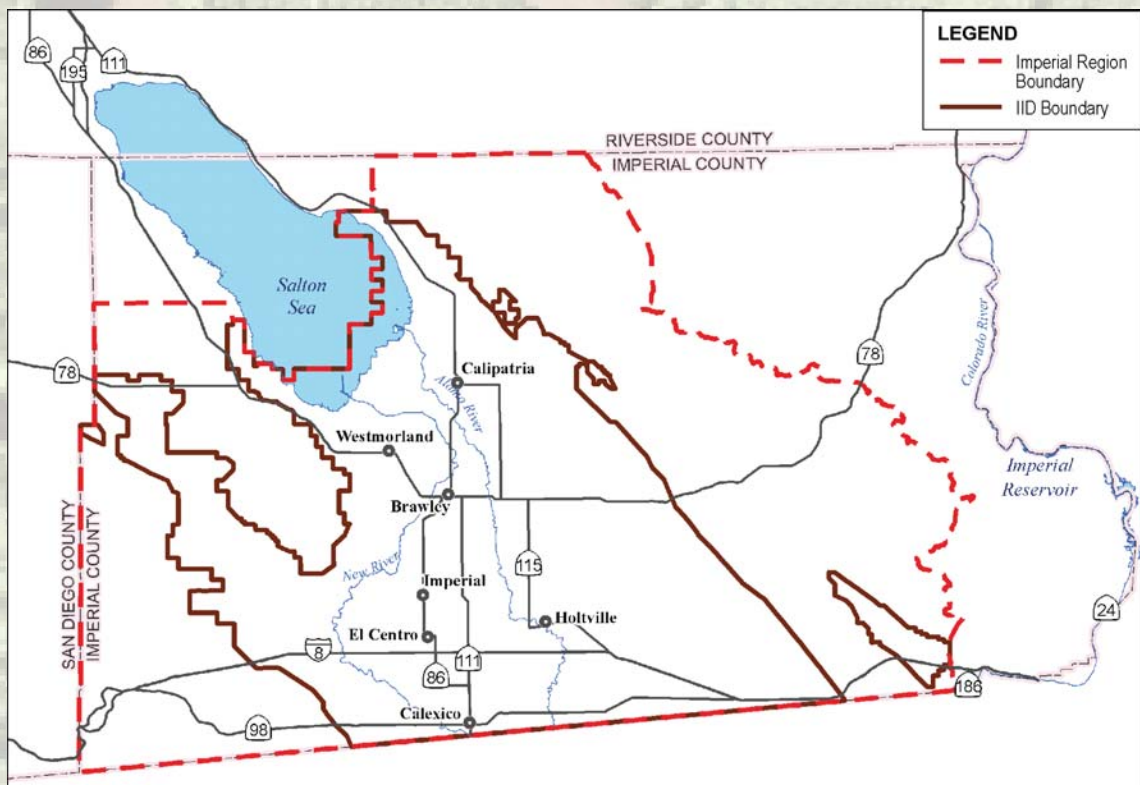 LEGEND
Imperial Region
Boundary
IID Boundary
86
195
111
RIVERSIDE COUNTY
IMPERIAL COUNTY
Salton
Sea
Colorado River
78
78
Calipatria
Alamo River
Westmorland
Imperial
Reservoir
Brawley
New River
115
Imperial
Holtville
24
El Centro
SAN DIEGO COUNTY
IMPERIAL COUNTY
8
111
86
186
Calexico
98